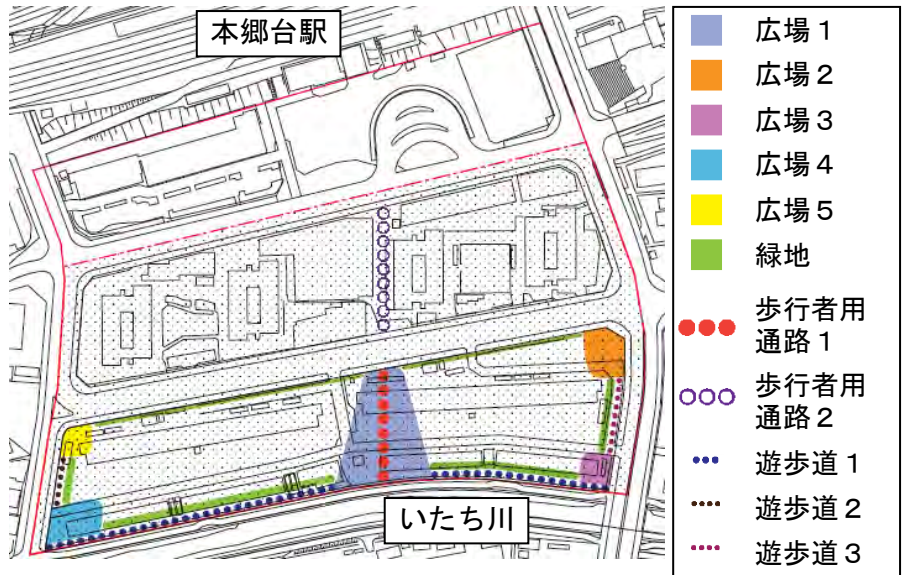 本郷台駅
いたち川
広場１
広場２
広場３
広場４
広場５
緑地
歩行者用
通路１
歩行者用
通路２
遊歩道１
遊歩道２
遊歩道３